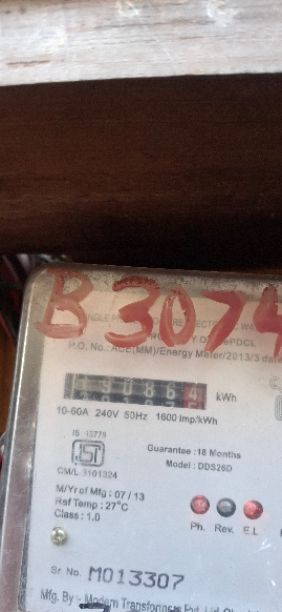 B 3074
P.O. No.: (MM)/Energy Meter/2013/3
kWh
10-60A 240V 50Hz 1600 Imp/kWh
IS 13779
ISI
CM/L 3101324
Guarantee :18 Months
Model : DDS26D
M/Yr of Mfg : 07 / 13
Ref Temp : 27°C
Class : 1.0
Ph. Rev. E.L
Sr No. M013307
Mfg. By :- Modern Transformers Pvt. Ltd.